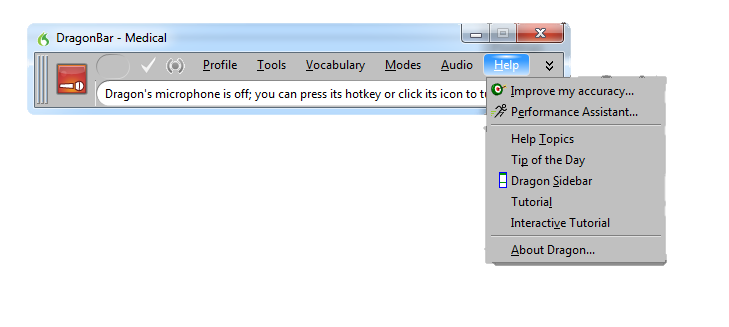 DragonBar - Medical
Profile Tools Vocabulary Modes Audio Help
Dragon's microphone is off; you can press its hotkey or click its icon to
Improve my accuracy...
Performance Assistant...
Help Topics
Tip of the Day
Dragon Sidebar
Tutorial
Interactive Tutorial
About Dragon...